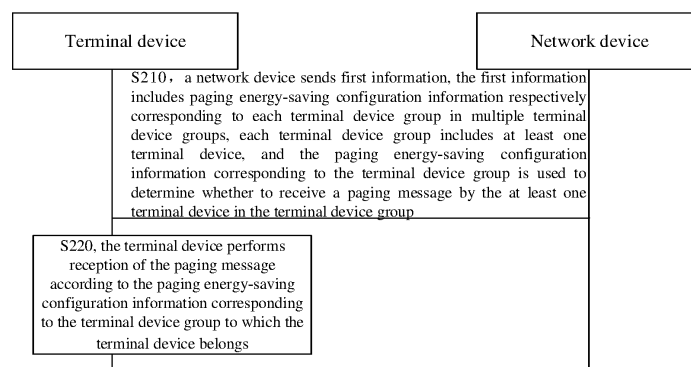 Terminal device
Network device
S210, a network device sends first information, the first information
includes paging energy-saving configuration information respectively
corresponding to each terminal device group in multiple terminal
device groups, each terminal device group includes at least one
terminal device, and the paging energy-saving configuration
information corresponding to the terminal device group is used to
determine whether to receive a paging message by the at least one
terminal device in the terminal device group
S220, the terminal device performs
reception of the paging message
according to the paging energy-saving
configuration information corresponding
to the terminal device group to which the
terminal device belongs